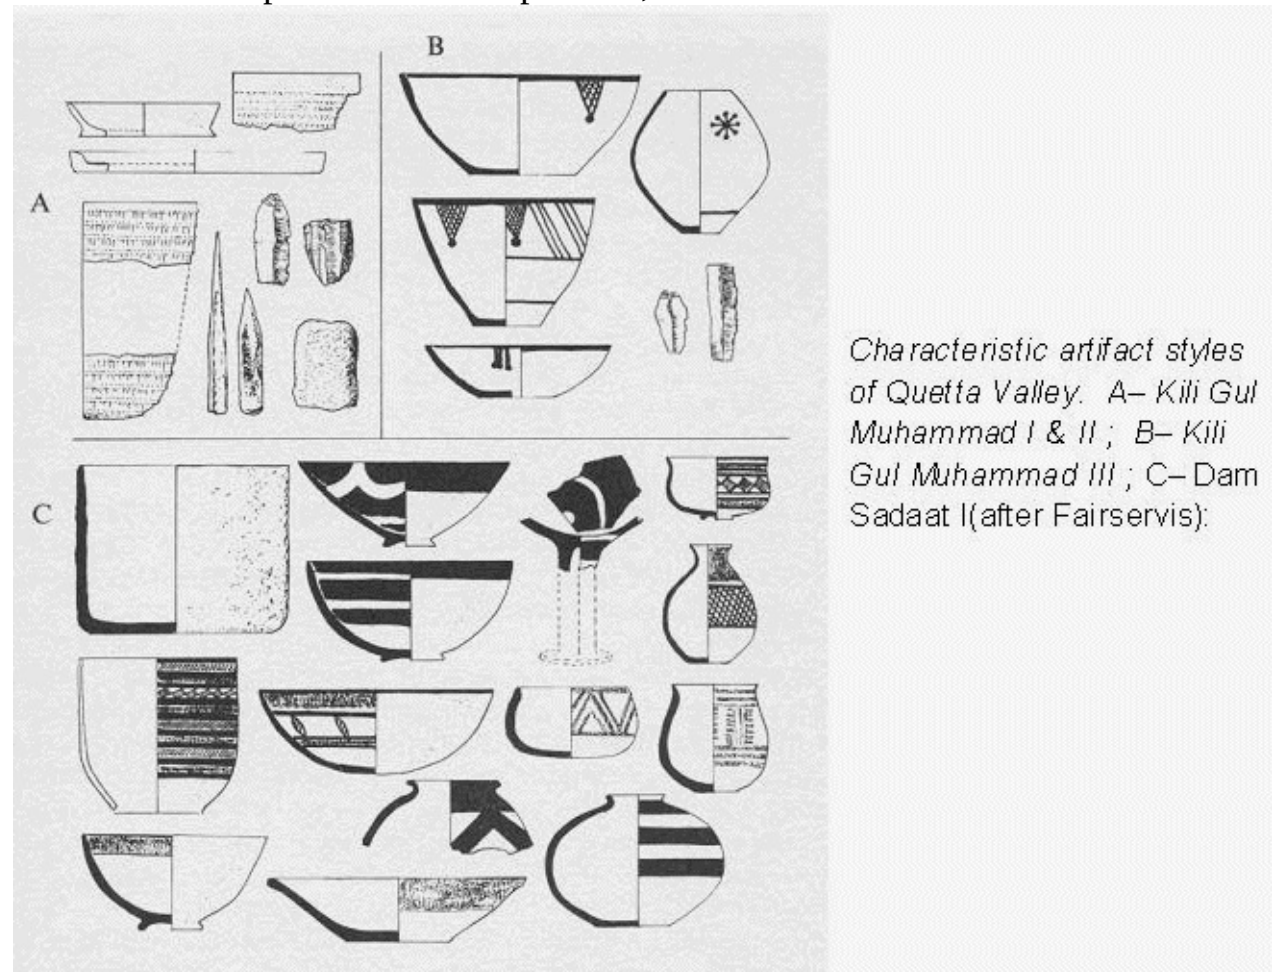 B
A
C
Characteristic artifact styles
of Quetta Valley. A– Kili Gul
Muhammad I & II ; B– Kili
Gul Muhammad III ; C– Dam
Sadaat I(after Fairservis):